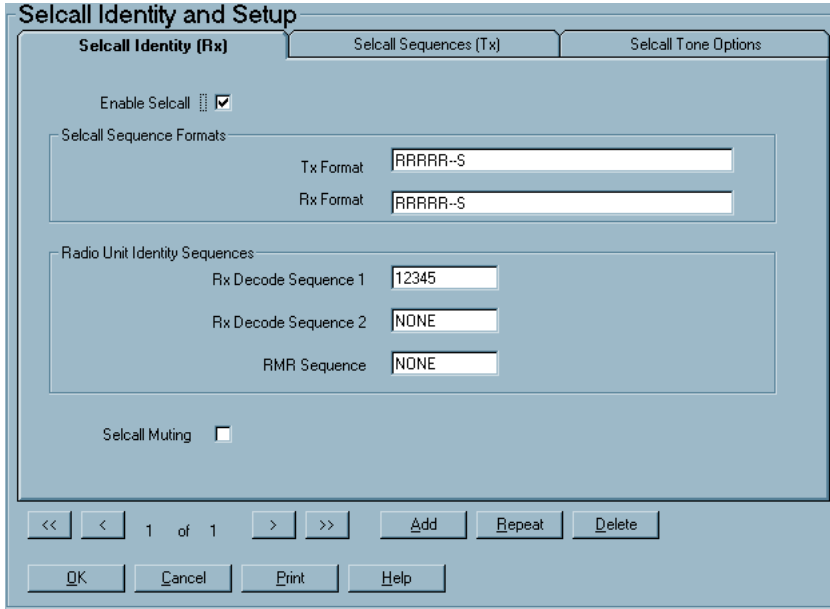 Selcall Identity and Setup
Selcall Identity (Rx)
Selcall Sequences (Tx)
Selcall Tone Options
Enable Selcall
Selcall Sequence Formats
Tx Format RRRRR--S
Rx Format RRRRR--S
Radio Unit Identity Sequences
Rx Decode Sequence 1 12345
Rx Decode Sequence 2 NONE
RMR Sequence NONE
Selcall Muting
<< < 1 of 1 > >> Add Repeat Delete
OK Cancel Print Help